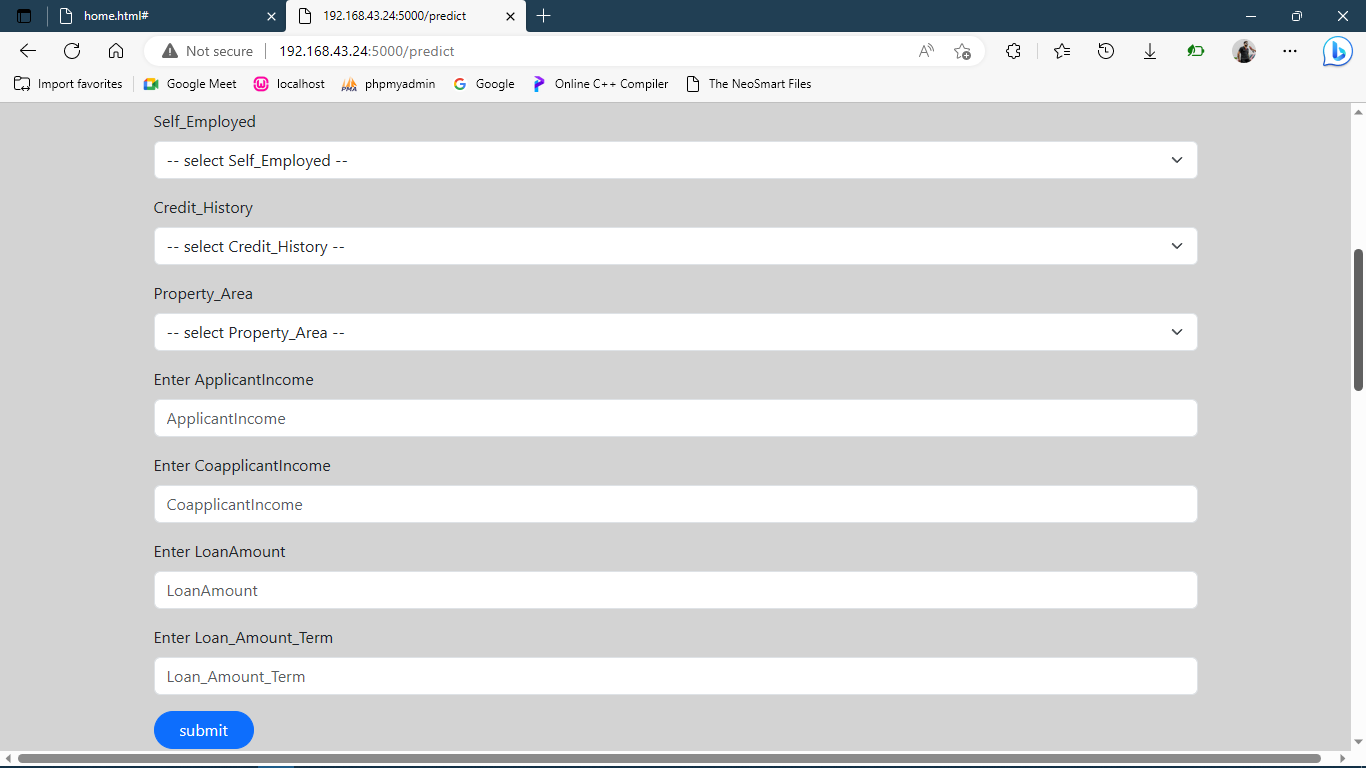 home.html#
192.168.43.24:5000/predict
Not secure
192.168.43.24:5000/predict
Import favorites
Google Meet
localhost
phpmyadmin
Google
Online C++ Compiler
The NeoSmart Files
Self_Employed
-- select Self_Employed --
Credit_History
-- select Credit_History --
Property_Area
-- select Property_Area --
Enter ApplicantIncome
ApplicantIncome
Enter CoapplicantIncome
CoapplicantIncome
Enter LoanAmount
LoanAmount
Enter Loan_Amount_Term
Loan_Amount_Term
submit